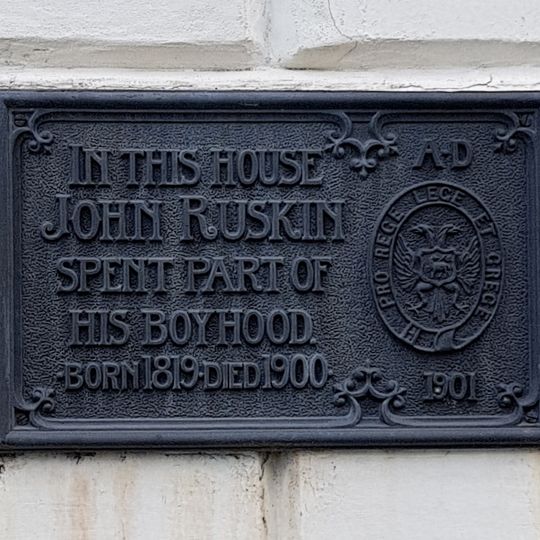 IN THIS HOUSE
JOHN RUSKIN
SPENT PART OF
HIS BOYHOOD.
BORN 1819·DIED 1900
A·D
PRO REGE LEGE ET GREGE
1901